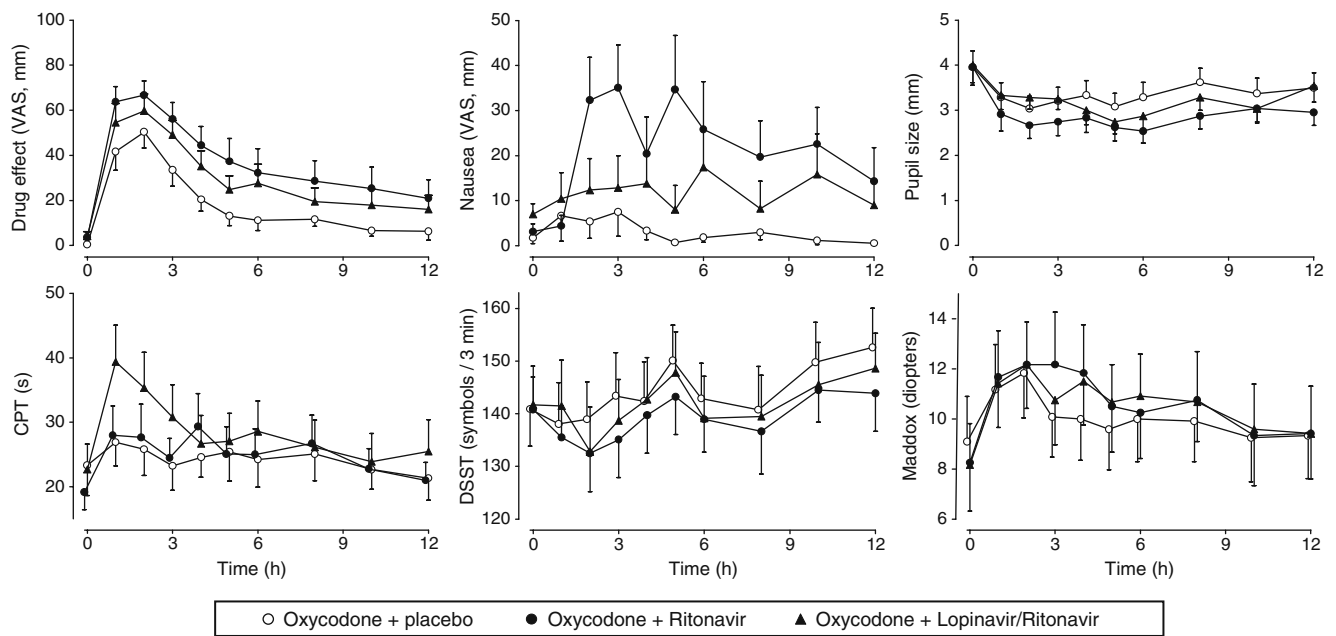 Drug effect (VAS, mm)
100
80
60
40
20
0
0 3 6 9 12
Nausea (VAS, mm)
50
40
30
20
10
0
0 3 6 9 12
Pupil size (mm)
5
4
3
2
1
0
0 3 6 9 12
CPT (s)
50
40
30
20
0 3 6 9 12
Time (h)
DSST (symbols / 3 min)
160
150
140
130
120
0 3 6 9 12
Time (h)
Maddox (diopters)
14
12
10
8
6
0 3 6 9 12
Time (h)
Oxycodone + placebo Oxycodone + Ritonavir Oxycodone + Lopinavir/Ritonavir